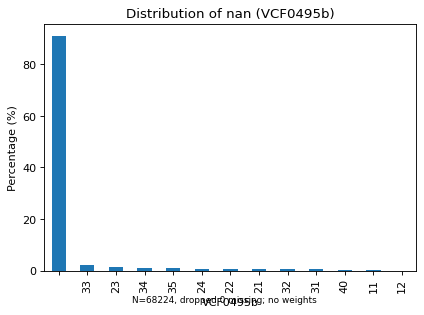 Distribution of nan (VCF0495b)
Percentage (%)
80
60
40
20
0
33 23 34 35 24 22 21 32 31 40 11 12
VCF0495b
N=68224, dropped 0 missing; no weights